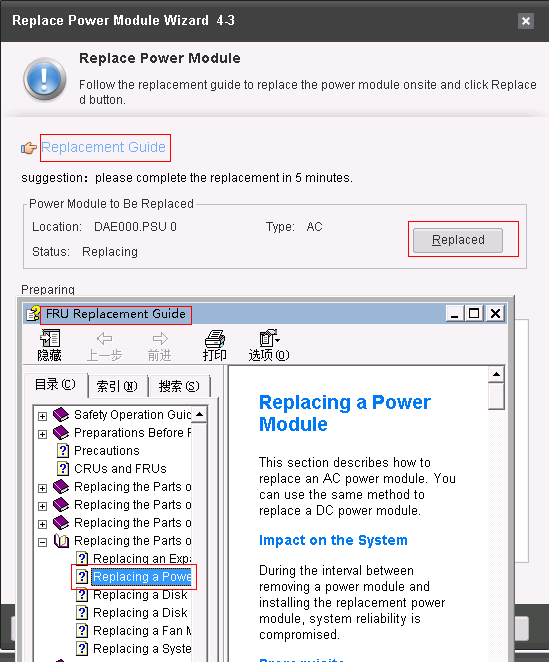 Replace Power Module Wizard 4-3
Replace Power Module
Follow the replacement guide to replace the power module onsite and click Replace
d button.
Replacement Guide
suggestion：please complete the replacement in 5 minutes.
Power Module to Be Replaced
Location: DAE000.PSU 0 Type: AC
Replaced
Status: Replacing
Preparing
FRU Replacement Guide
隐藏 上一步 前进 打印 选项(O)
目录(C) 索引(N) 搜索(S)
Safety Operation Guid
Preparations Before F
Precautions
CRUs and FRUs
Replacing the Parts o
Replacing the Parts o
Replacing the Parts o
Replacing the Parts o
Replacing an Expa
Replacing a Powe
Replacing a Disk
Replacing a Disk
Replacing a Fan M
Replacing a Syste
Replacing a Power
Module
This section describes how to
replace an AC power module. You
can use the same method to
replace a DC power module.
Impact on the System
During the interval between
removing a power module and
installing the replacement power
module, system reliability is
compromised.
Prerequisite